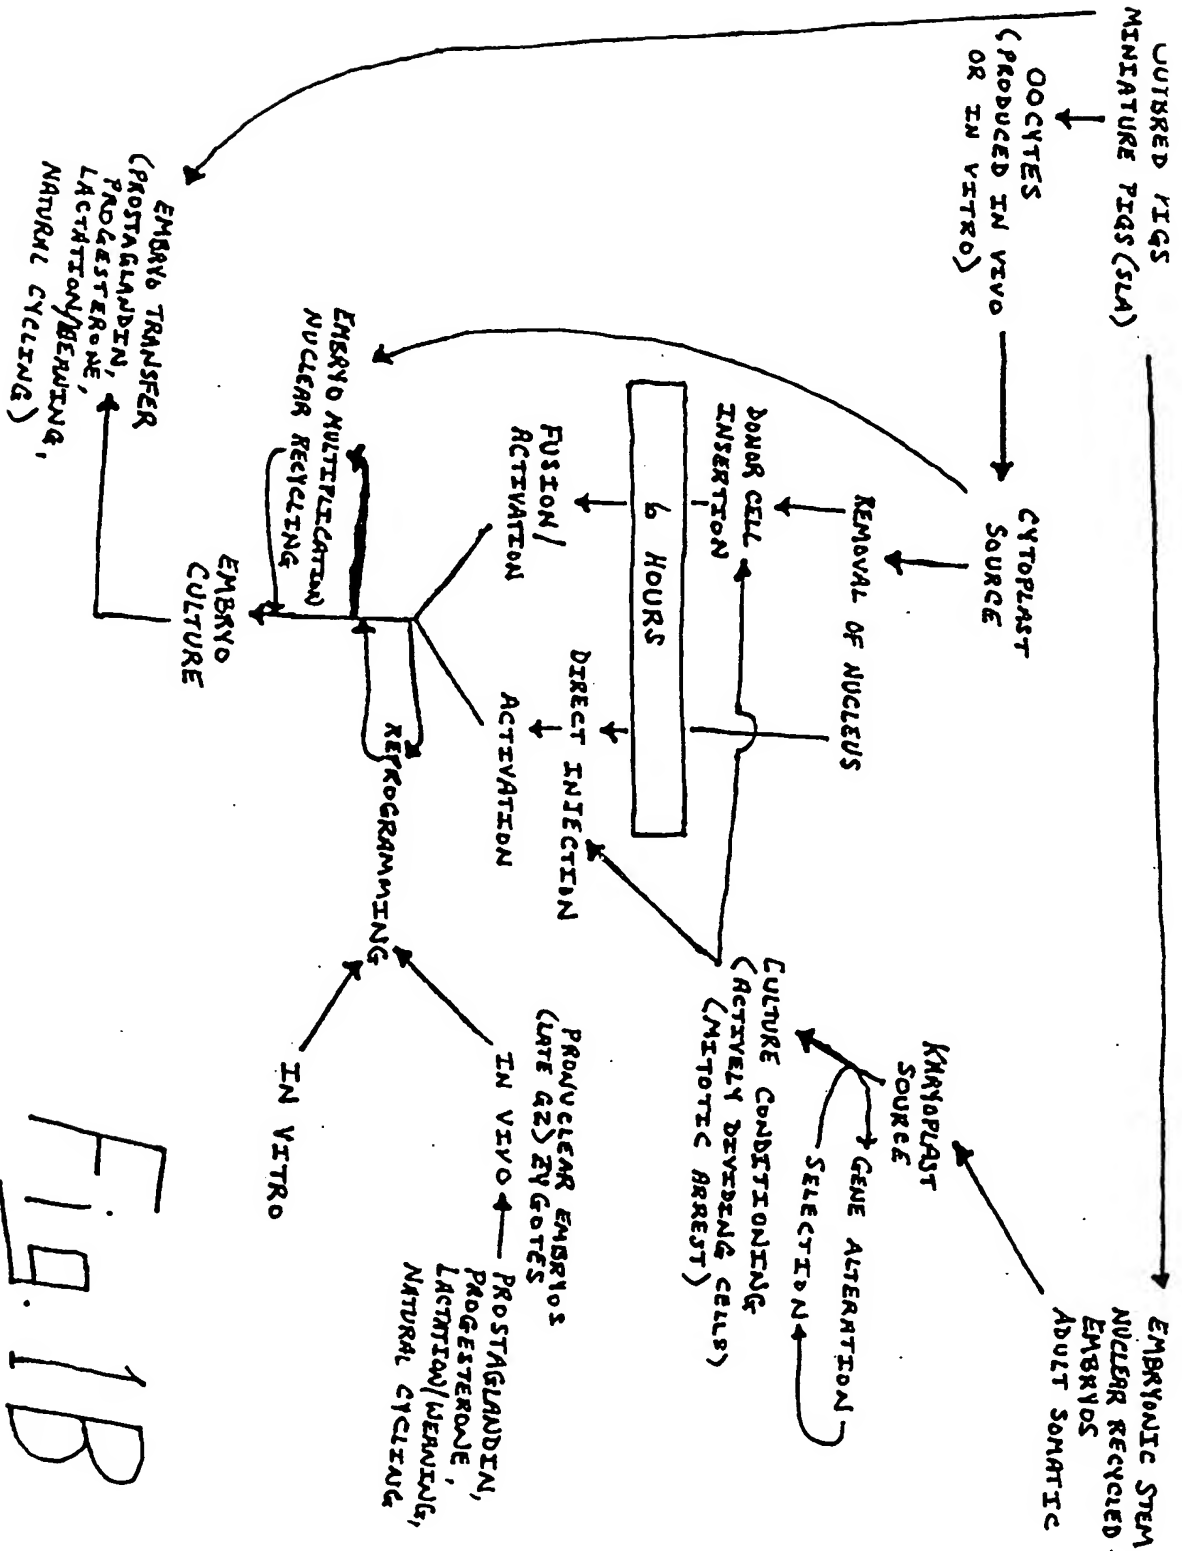 OUTBRED PIGS
MINIATURE PIGS (SLA)
OOCYTES
(PRODUCED IN VIVO
OR IN VITRO)
CYTOPLAST
SOURCE
REMOVAL OF NUCLEUS
DONOR CELL
INSERTION
6 HOURS
FUSION/
ACTIVATION
DIRECT INJECTION
ACTIVATION
EMBRYO MULTIPLICATION
NUCLEAR RECYCLING
EMBRYO
CULTURE
EMBRYO TRANSFER
(PROSTAGLANDIN,
PROGESTERONE,
LACTATION/WEANING,
NATURAL CYCLING)
REPROGRAMMING
IN VITRO
PRONUCLEAR EMBRYOS
(LATE G2) ZYGOTES
IN VIVO
PROSTAGLANDIN,
PROGESTERONE,
LACTATION/WEANING,
NATURAL CYCLING
EMBRYONIC STEM
NUCLEAR RECYCLED
EMBRYOS
ADULT SOMATIC
KARYOPLAST
SOURCE
GENE ALTERATION
SELECTION
CULTURE CONDITIONING
(ACTIVELY DIVIDING CELLS)
(MITOTIC ARREST)
Fig. 1B